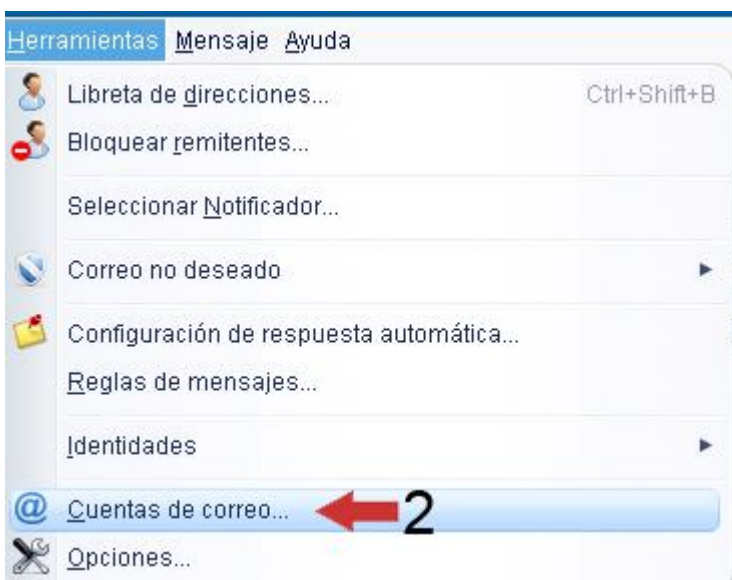 Herramientas Mensaje Ayuda
Libreta de direcciones... Ctrl+Shift+B
Bloquear remitentes...
Seleccionar Notificador...
Correo no deseado
Configuración de respuesta automática...
Reglas de mensajes...
Identidades
@ Cuentas de correo... 2
Opciones...